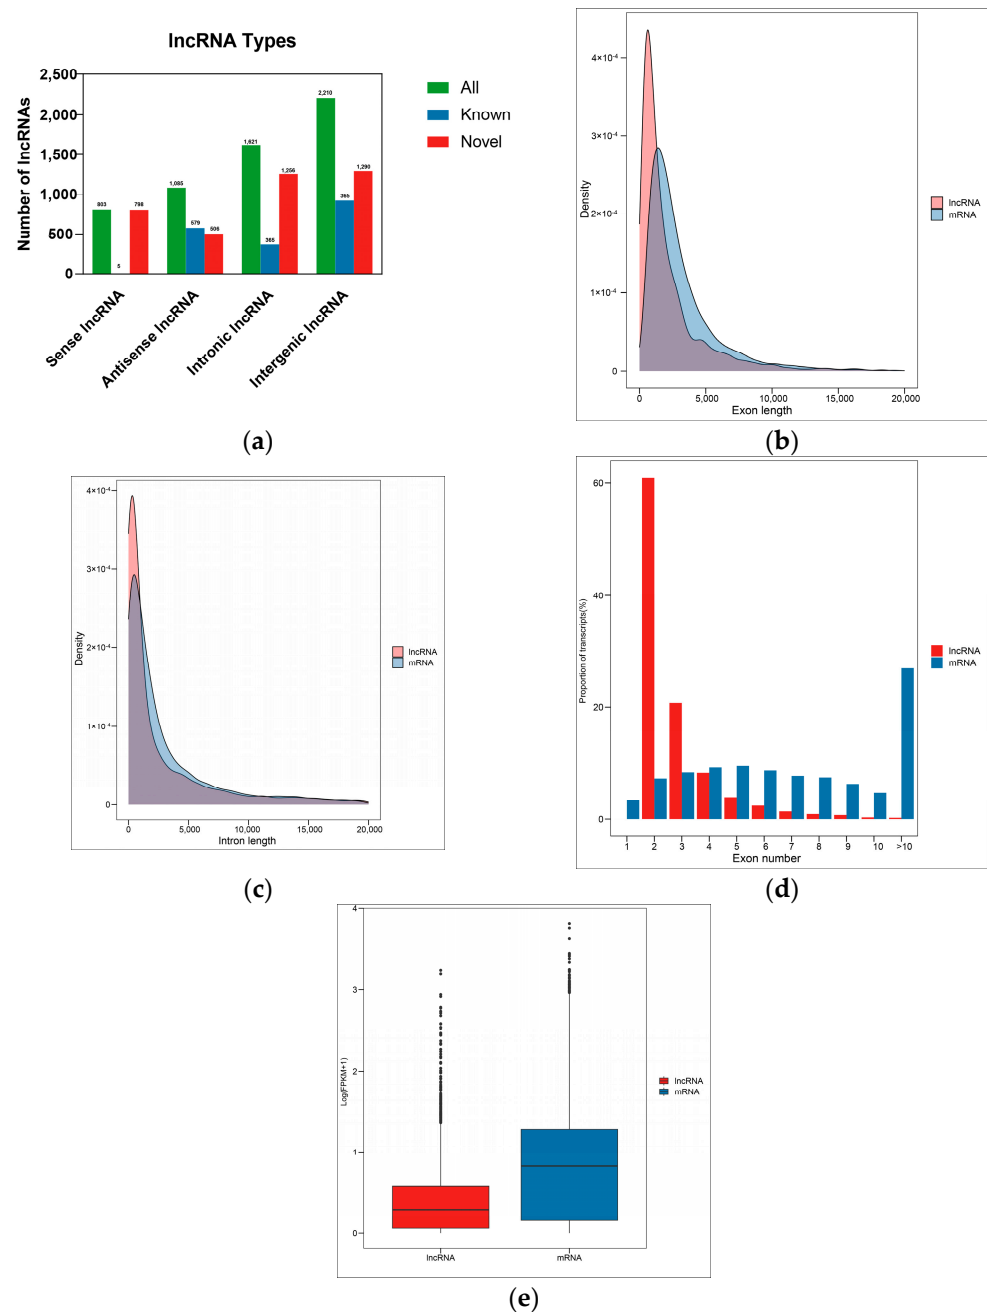 (a)
lncRNA Types
Number of lncRNAs
2,500
2,000
1,500
1,000
500
0
803
5
798
1,085
579
506
1,621
365
1,256
2,210
365
1,290
Sense lncRNA
Antisense lncRNA
Intronic lncRNA
Intergenic lncRNA
All
Known
Novel
(a)
Density
4×10⁻⁴
3×10⁻⁴
2×10⁻⁴
1×10⁻⁴
0
0
5,000
10,000
15,000
20,000
Exon length
lncRNA
mRNA
(b)
Density
4×10⁻⁴
3×10⁻⁴
2×10⁻⁴
1×10⁻⁴
0
0
5,000
10,000
15,000
20,000
Intron length
lncRNA
mRNA
(c)
Proportion of transcripts(%)
60
40
20
0
1
2
3
4
5
6
7
8
9
10
>10
Exon number
lncRNA
mRNA
(d)
Log(FPKM+1)
4
3
2
1
0
lncRNA
mRNA
lncRNA
mRNA
(e)